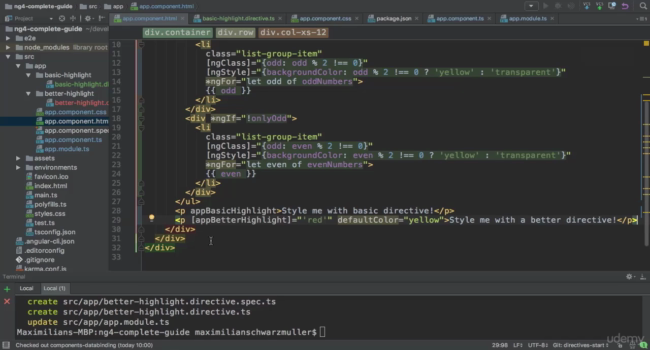 app.component.html
ng4-complete-guide
src
app
app.component.html
Project
app.component.html
basic-highlight.directive.ts
app.component.css
package.json
app.component.ts
app.module.ts
ng4-complete-guide
e2e
node_modules library root
src
app
basic-highlight
basic-highlight.d
better-highlight
better-highlight.c
app.component.css
app.component.htm
app.component.spe
app.component.ts
app.module.ts
assets
environments
favicon.ico
index.html
main.ts
polyfills.ts
styles.css
test.ts
tsconfig.json
.angular-cli.json
.editorconfig
.gitignore
karma.conf.js
div.container div.row div.col-xs-12
10 <li
11 class="list-group-item"
12 [ngClass]="{odd: odd % 2 !== 0}"
13 [ngStyle]="{backgroundColor: odd % 2 !== 0 ? 'yellow' : 'transparent'}"
14 *ngFor="let odd of oddNumbers">
15 {{ odd }}
16 </li>
17 </div>
18 <div *ngIf="!onlyOdd">
19 <li
20 class="list-group-item"
21 [ngClass]="{odd: even % 2 !== 0}"
22 [ngStyle]="{backgroundColor: even % 2 !== 0 ? 'yellow' : 'transparent'}"
23 *ngFor="let even of evenNumbers">
24 {{ even }}
25 </li>
26 </div>
27 </ul>
28 <p appBasicHighlight>Style me with basic directive!</p>
29 <p [appBetterHighlight]="'red'" defaultColor="yellow">Style me with a better directive!</p>
30 </div>
31 </div>
32 </div>
33
Terminal
Local
Local (1)
create src/app/better-highlight.directive.spec.ts
create src/app/better-highlight.directive.ts
update src/app/app.module.ts
Maximilians-MBP:ng4-complete-guide maximilianschwarzmuller$
Checked out components-databinding (today 10:00)
29:98 LF÷ UTF-8÷ Git: directives-start
udemy